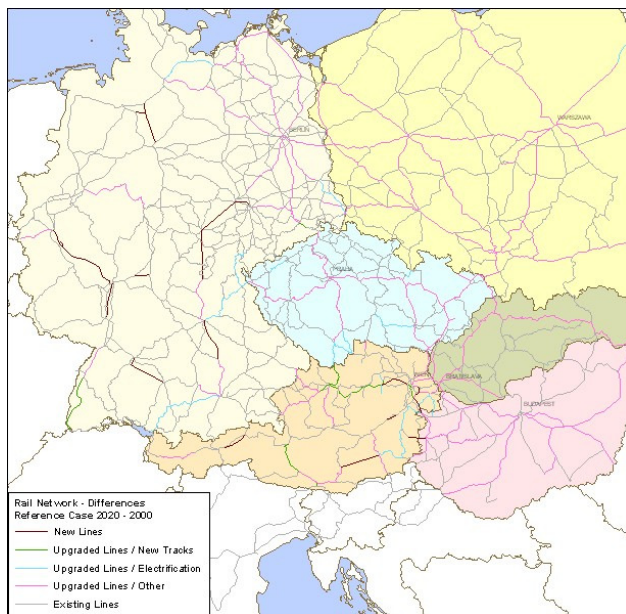 BERLIN
WARSZAWA
PRAHA
WIEN
BRATISLAVA
BUDAPEST
Rail Network - Differences
Reference Case 2020 - 2000
New Lines
Upgraded Lines / New Tracks
Upgraded Lines / Electrification
Upgraded Lines / Other
Existing Lines